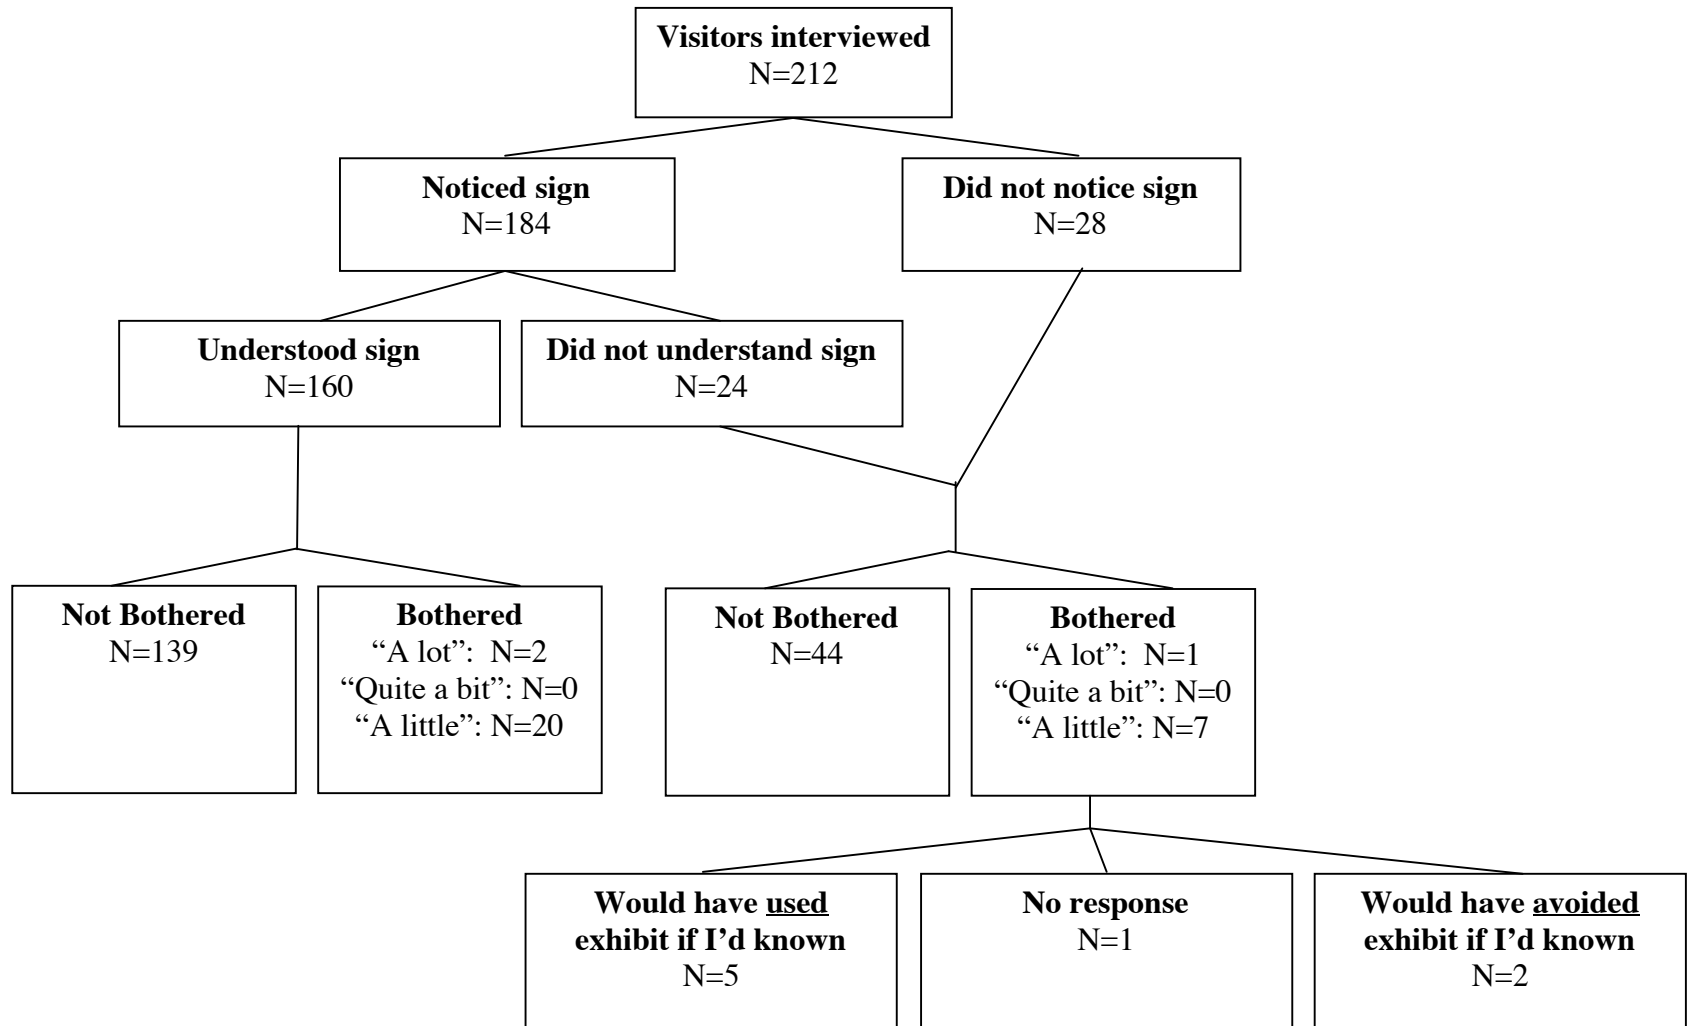 Visitors interviewed
N=212
Noticed sign
N=184
Did not notice sign
N=28
Understood sign
N=160
Did not understand sign
N=24
Not Bothered
N=139
Bothered
“A lot”:  N=2
“Quite a bit”: N=0
“A little”: N=20
Not Bothered
N=44
Bothered
“A lot”:  N=1
“Quite a bit”: N=0
“A little”: N=7
Would have used
exhibit if I’d known
N=5
No response
N=1
Would have avoided
exhibit if I’d known
N=2